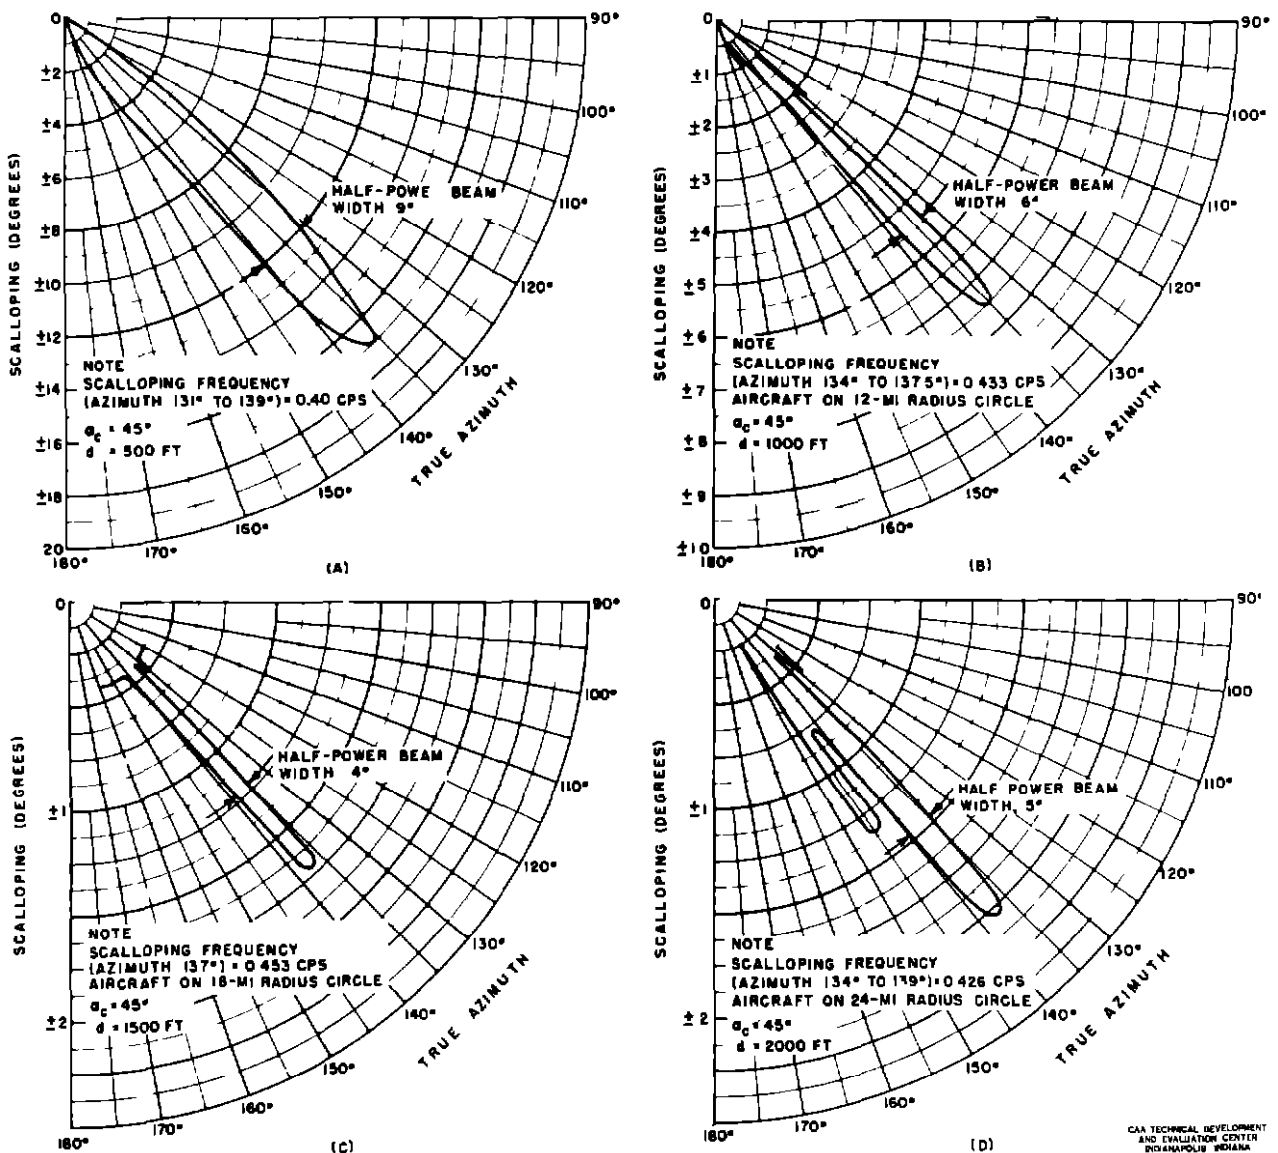 0
±2
±4
±6
±8
±10
±12
±14
±16
±18
20
SCALLOPING (DEGREES)
90°
100°
110°
120°
130°
140°
150°
160°
170°
180°
TRUE AZIMUTH
HALF-POWE BEAM
WIDTH 9°
NOTE
SCALLOPING FREQUENCY
(AZIMUTH 131° TO 139°) = 0.40 CPS
a_c = 45°
d = 500 FT
(A)
0
±1
±2
±3
±4
±5
±6
±7
±8
±9
±10
SCALLOPING (DEGREES)
90°
100°
110°
120°
130°
140°
150°
160°
170°
180°
TRUE AZIMUTH
HALF-POWER BEAM
WIDTH 6°
NOTE
SCALLOPING FREQUENCY
(AZIMUTH 134° TO 137 5°) = 0.433 CPS
AIRCRAFT ON 12-MI RADIUS CIRCLE
a_c = 45°
d = 1000 FT
(B)
0
±1
±2
SCALLOPING (DEGREES)
90°
100°
110°
120°
130°
140°
150°
160°
170°
180°
TRUE AZIMUTH
HALF-POWER BEAM
WIDTH 4°
NOTE
SCALLOPING FREQUENCY
(AZIMUTH 137°) = 0 453 CPS
AIRCRAFT ON 18-MI RADIUS CIRCLE
a_c = 45°
d = 1500 FT
(C)
0
±1
±2
SCALLOPING (DEGREES)
90°
100
110°
120°
130°
140°
150°
160°
170°
180°
TRUE AZIMUTH
HALF POWER BEAM
WIDTH, 5°
NOTE
SCALLOPING FREQUENCY
(AZIMUTH 134° TO 139°) = 0 426 CPS
AIRCRAFT ON 24-MI RADIUS CIRCLE
a_c = 45°
d = 2000 FT
(D)
CAA TECHNICAL DEVELOPMENT
AND EVALUATION CENTER
INDIANAPOLIS INDIANA